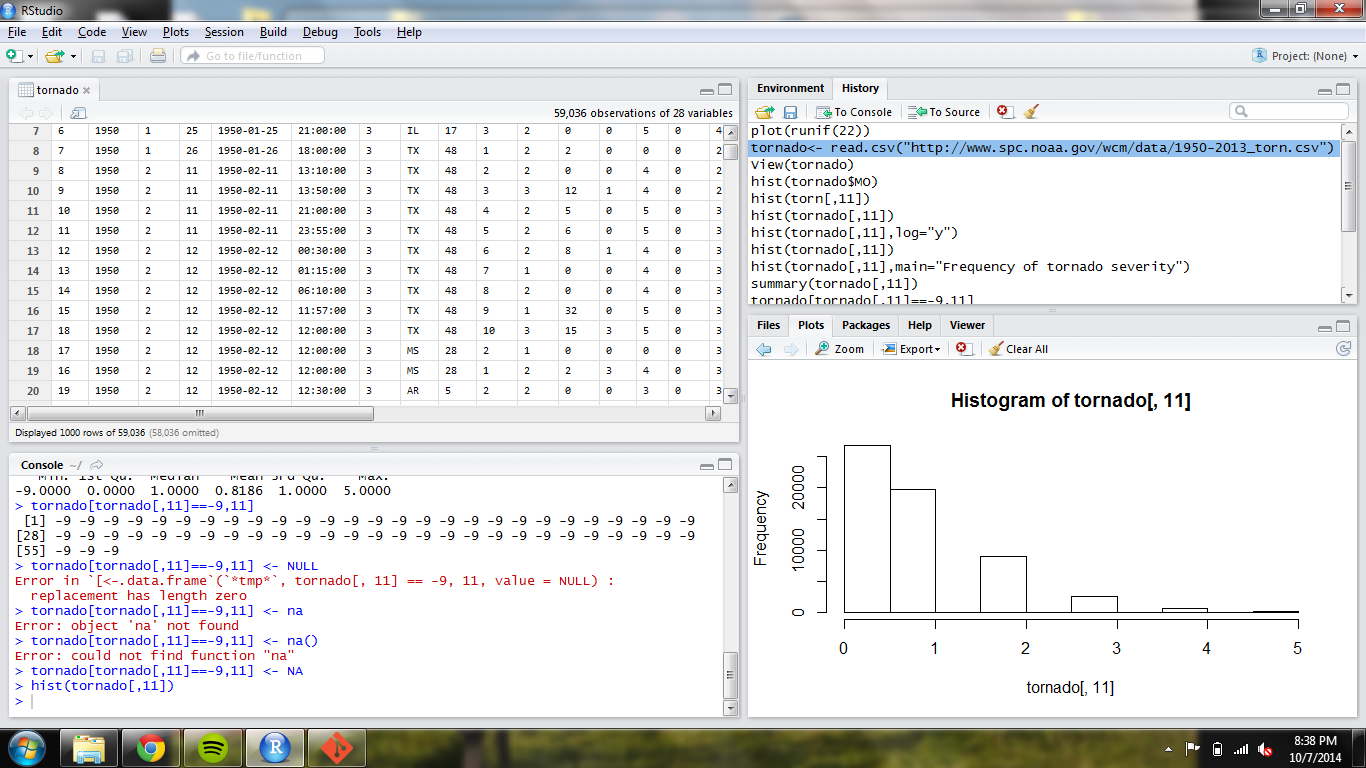 RStudio
File Edit Code View Plots Session Build Debug Tools Help
Go to file/function
Project: (None)
tornado
59,036 observations of 28 variables
7 6 1950 1 25 1950-01-25 21:00:00 3 IL 17 3 2 0 0 5 0 4
8 7 1950 1 26 1950-01-26 18:00:00 3 TX 48 1 2 2 0 0 0 2
9 8 1950 2 11 1950-02-11 13:10:00 3 TX 48 2 2 0 0 4 0 2
10 9 1950 2 11 1950-02-11 13:50:00 3 TX 48 3 3 12 1 4 0 2
11 10 1950 2 11 1950-02-11 21:00:00 3 TX 48 4 2 5 0 5 0 3
12 11 1950 2 11 1950-02-11 23:55:00 3 TX 48 5 2 6 0 5 0 3
13 12 1950 2 12 1950-02-12 00:30:00 3 TX 48 6 2 8 1 4 0 3
14 13 1950 2 12 1950-02-12 01:15:00 3 TX 48 7 1 0 0 4 0 3
15 14 1950 2 12 1950-02-12 06:10:00 3 TX 48 8 2 0 0 4 0 3
16 15 1950 2 12 1950-02-12 11:57:00 3 TX 48 9 1 32 0 5 0 3
17 18 1950 2 12 1950-02-12 12:00:00 3 TX 48 10 3 15 3 5 0 3
18 17 1950 2 12 1950-02-12 12:00:00 3 MS 28 2 1 0 0 0 0 3
19 16 1950 2 12 1950-02-12 12:00:00 3 MS 28 1 2 2 3 4 0 3
20 19 1950 2 12 1950-02-12 12:30:00 3 AR 5 2 2 0 0 3 0 3
Displayed 1000 rows of 59,036 (58,036 omitted)
Console ~/
Min. 1st Qu. Median Mean 3rd Qu. Max.
-9.0000 0.0000 1.0000 0.8186 1.0000 5.0000
> tornado[tornado[,11]==-9,11]
[1] -9 -9 -9 -9 -9 -9 -9 -9 -9 -9 -9 -9 -9 -9 -9 -9 -9 -9 -9 -9 -9 -9 -9 -9 -9 -9 -9
[28] -9 -9 -9 -9 -9 -9 -9 -9 -9 -9 -9 -9 -9 -9 -9 -9 -9 -9 -9 -9 -9 -9 -9 -9 -9 -9 -9
[55] -9 -9 -9
> tornado[tornado[,11]==-9,11] <- NULL
Error in `[<-.data.frame`(`*tmp*`, tornado[, 11] == -9, 11, value = NULL) :
replacement has length zero
> tornado[tornado[,11]==-9,11] <- na
Error: object 'na' not found
> tornado[tornado[,11]==-9,11] <- na()
Error: could not find function "na"
> tornado[tornado[,11]==-9,11] <- NA
> hist(tornado[,11])
>
Environment History
To Console To Source
plot(runif(22))
tornado<- read.csv("http://www.spc.noaa.gov/wcm/data/1950-2013_torn.csv")
View(tornado)
hist(tornado$MO)
hist(torn[,11])
hist(tornado[,11])
hist(tornado[,11],log="y")
hist(tornado[,11])
hist(tornado[,11],main="Frequency of tornado severity")
summary(tornado[,11])
tornado[tornado[,11]==-9,11]
Files Plots Packages Help Viewer
Zoom Export Clear All
Histogram of tornado[, 11]
Frequency
0 10000 20000
0 1 2 3 4 5
tornado[, 11]
8:38 PM
10/7/2014